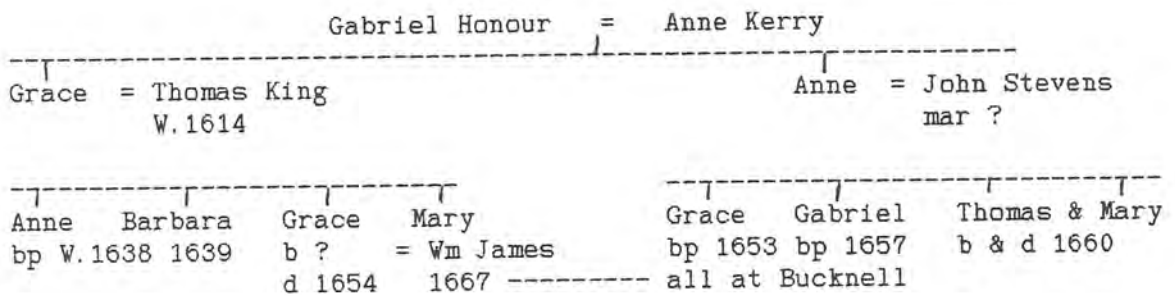 Gabriel Honour = Anne Kerry
Grace = Thomas King Anne = John Stevens
W.1614 mar ?
Anne Barbara Grace Mary Grace Gabriel Thomas & Mary
bp W.1638 1639 b ? = Wm James bp 1653 bp 1657 b & d 1660
d 1654 1667 --------- all at Bucknell